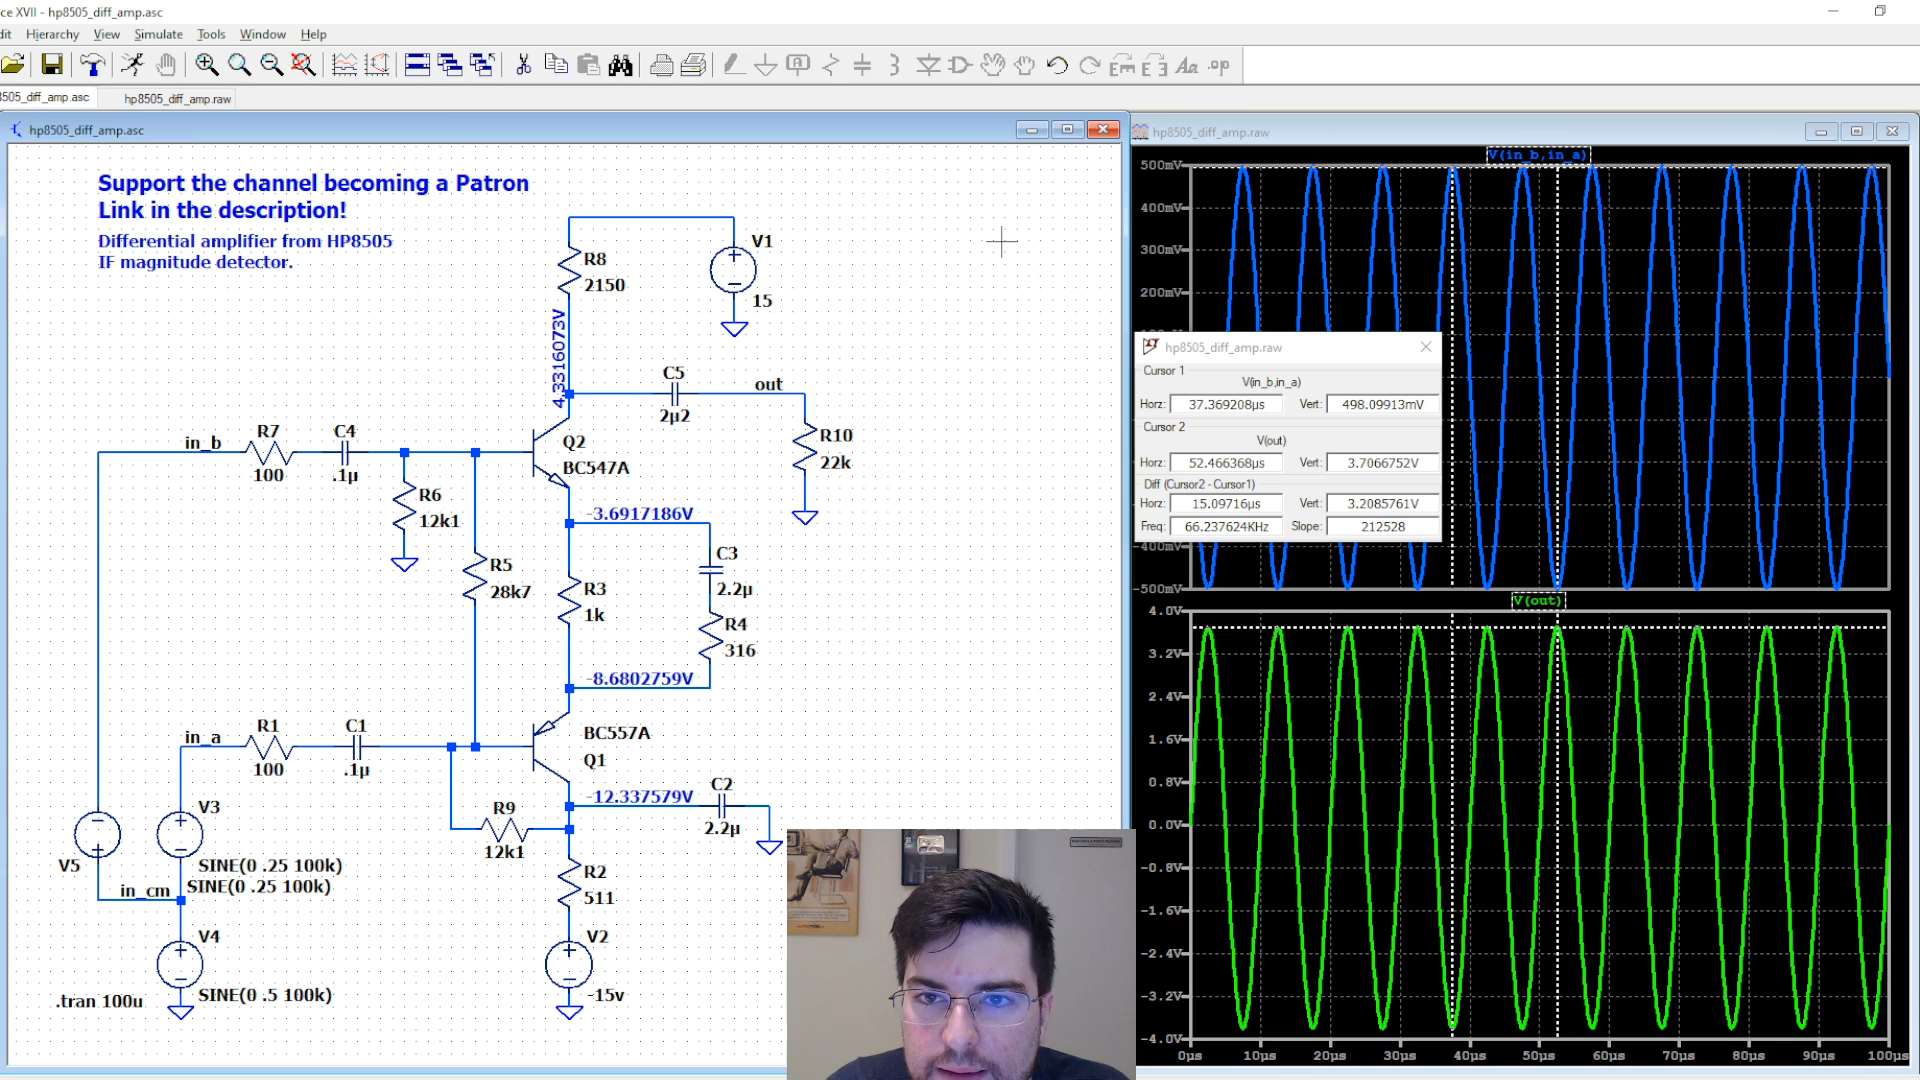 ce XVII - hp8505_diff_amp.asc
dit Hierarchy View Simulate Tools Window Help
Aa .op
8505_diff_amp.asc hp8505_diff_amp.raw
hp8505_diff_amp.asc
Support the channel becoming a Patron
Link in the description!
Differential amplifier from HP8505
IF magnitude detector.
R8
2150
V1
15
4.3316073V
C5
2µ2
out
R10
22k
in_b
R7
100
C4
.1µ
Q2
BC547A
R6
12k1
-3.6917186V
R5
28k7
R3
1k
C3
2.2µ
R4
316
-8.6802759V
in_a
R1
100
C1
.1µ
BC557A
Q1
-12.337579V
C2
2.2µ
R9
12k1
V3
V5
SINE(0 .25 100k)
SINE(0 .25 100k)
in_cm
R2
511
V4
V2
SINE(0 .5 100k)
-15v
.tran 100u
hp8505_diff_amp.raw
V(in_b,in_a)
500mV
400mV
300mV
200mV
hp8505_diff_amp.raw
Cursor 1
V(in_b,in_a)
Horz: 37.369208µs Vert: 498.09913mV
Cursor 2
V(out)
Horz: 52.466368µs Vert: 3.7066752V
Diff (Cursor2 - Cursor1)
Horz: 15.09716µs Vert: 3.2085761V
Freq: 66.237624KHz Slope: 212528
-400mV
-500mV
V(out)
4.0V
3.2V
2.4V
1.6V
0.8V
0.0V
-0.8V
-1.6V
-2.4V
-3.2V
-4.0V
0µs 10µs 20µs 30µs 40µs 50µs 60µs 70µs 80µs 90µs 100µs